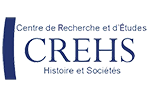 Centre de Recherche et d'Études
CREHS
Histoire et Sociétés